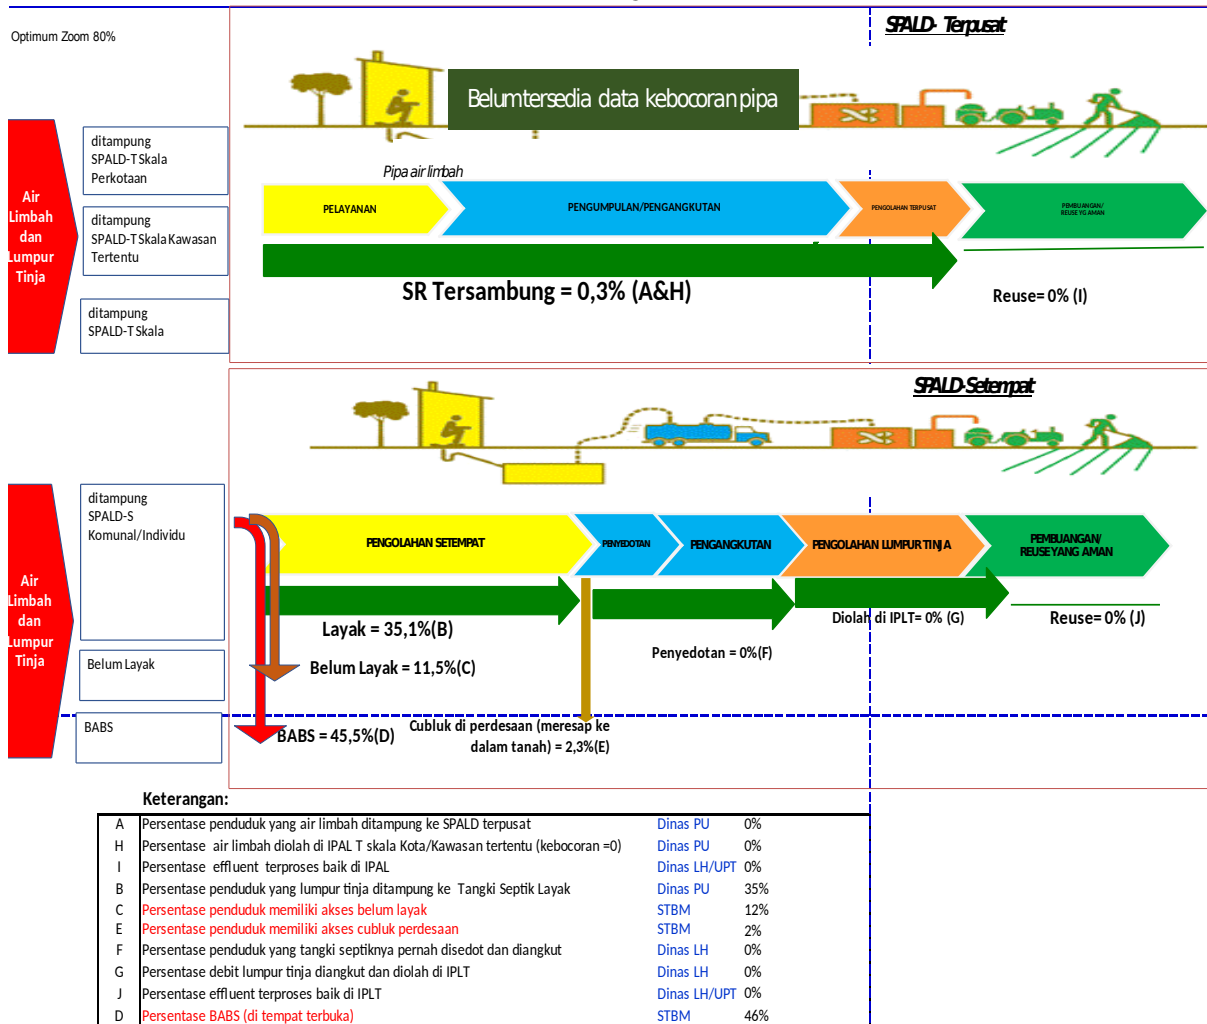 SPALD- Terpusat
Optimum Zoom 80%
Belumtersedia data kebocoran pipa
ditampung
SPALD-T Skala
Perkotaan
Pipa air limbah
Air
Limbah
dan
Lumpur
Tinja
PELAYANAN
PENGUMPULAN/PENGANGKUTAN
PENGOLAHAN TERPUSAT
PEMBUANGAN/
REUSE YG AMAN
ditampung
SPALD-T Skala Kawasan
Tertentu
SR Tersambung = 0,3% (A&H)
Reuse= 0% (I)
ditampung
SPALD-T Skala
SPALD-Setempat
ditampung
SPALD-S
Komunal/Individu
PENGOLAHAN SETEMPAT
PENYEDOTAN
PENGANGKUTAN
PENGOLAHAN LUMPUR TINJA
PEMBUANGAN/
REUSE YANG AMAN
Air
Limbah
dan
Lumpur
Tinja
Layak = 35,1%(B)
Diolah di IPLT= 0% (G)
Reuse= 0% (J)
Belum Layak
Belum Layak = 11,5%(C)
Penyedotan = 0%(F)
BABS
BABS = 45,5%(D)
Cubluk di perdesaan (meresap ke
dalam tanah) = 2,3%(E)
Keterangan:
A Persentase penduduk yang air limbah ditampung ke SPALD terpusat Dinas PU 0%
H Persentase air limbah diolah di IPAL T skala Kota/Kawasan tertentu (kebocoran =0) Dinas PU 0%
I Persentase effluent terproses baik di IPAL Dinas LH/UPT 0%
B Persentase penduduk yang lumpur tinja ditampung ke Tangki Septik Layak Dinas PU 35%
C Persentase penduduk memiliki akses belum layak STBM 12%
E Persentase penduduk memiliki akses cubluk perdesaan STBM 2%
F Persentase penduduk yang tangki septiknya pernah disedot dan diangkut Dinas LH 0%
G Persentase debit lumpur tinja diangkut dan diolah di IPLT Dinas LH 0%
J Persentase effluent terproses baik di IPLT Dinas LH/UPT 0%
D Persentase BABS (di tempat terbuka) STBM 46%